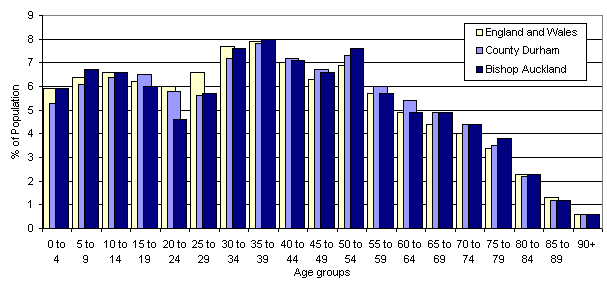 9
8
7
6
5
4
3
2
1
0
% of Population
England and Wales
County Durham
Bishop Auckland
0 to 5 to 10 to 15 to 20 to 25 to 30 to 35 to 40 to 45 to 50 to 55 to 60 to 65 to 70 to 75 to 80 to 85 to 90+
4 9 14 19 24 29 34 39 44 49 54 59 64 69 74 79 84 89
Age groups